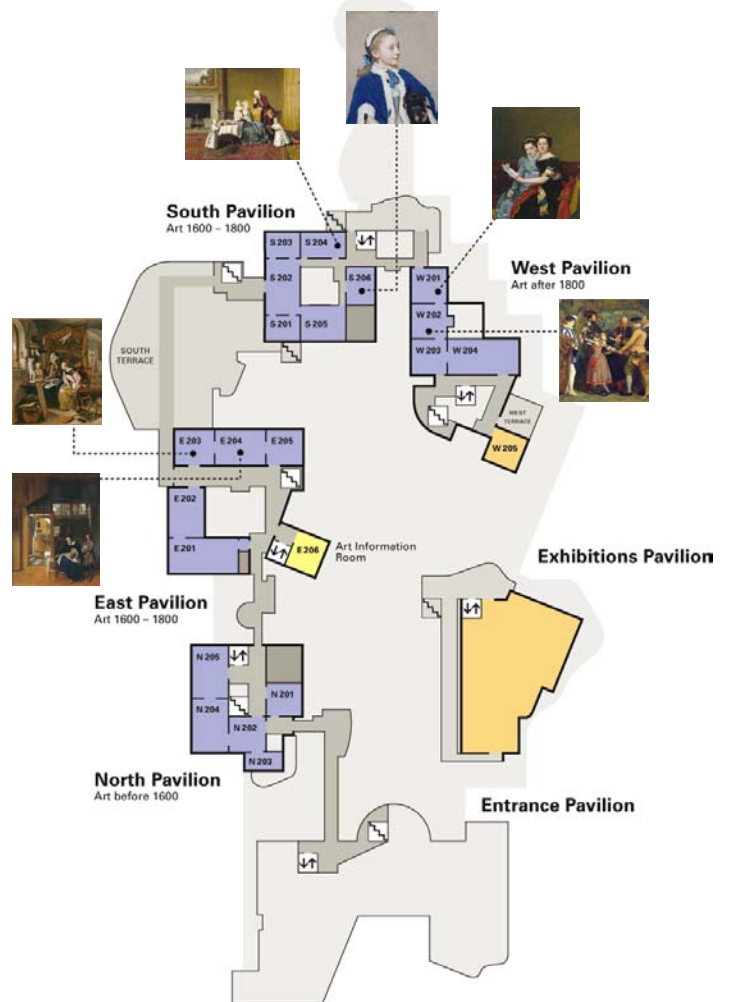 South Pavilion
Art 1600 – 1800
S 203
S 204
S 202
S 206
S 201
S 205
West Pavilion
Art after 1800
W 201
W 202
W 203
W 204
WEST
TERRACE
W 205
SOUTH
TERRACE
E 203
E 204
E 205
E 202
E 201
E 206
Art Information
Room
East Pavilion
Art 1600 – 1800
Exhibitions Pavilion
N 205
N 201
N 204
N 202
N 203
North Pavilion
Art before 1600
Entrance Pavilion